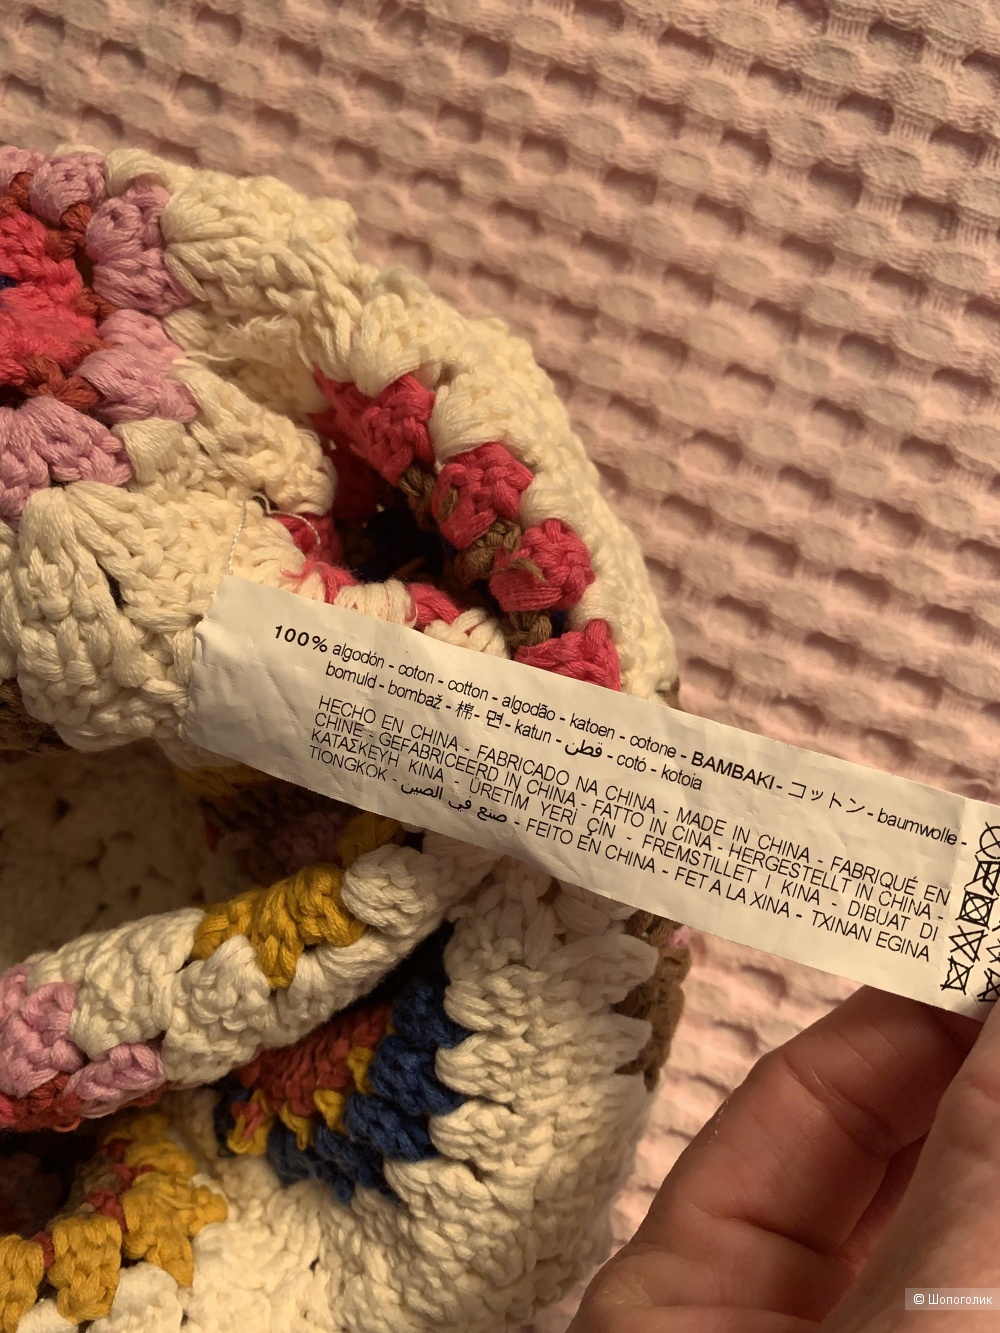 100% algodón - coton - cotton - algodão - katoen - cotone - BAMBAKI - コットン - baumwolle -
bomuld - bombaž - 棉 - 면 - katun - قطن - cotó - kotoia
HECHO EN CHINA - FABRICADO NA CHINA - MADE IN CHINA - FABRIQUÉ EN
CHINE - GEFABRICEERD IN CHINA - FATTO IN CINA - HERGESTELLT IN CHINA -
ΚΑΤΑΣΚΕΥΗ ΚΙΝΑ - ÜRETİM YERİ ÇİN - FREMSTILLET I KINA - DIBUAT DI
TIONGKOK - صنع في الصين - FEITO EN CHINA - FET A LA XINA - TXINAN EGINA
© Шопоголик